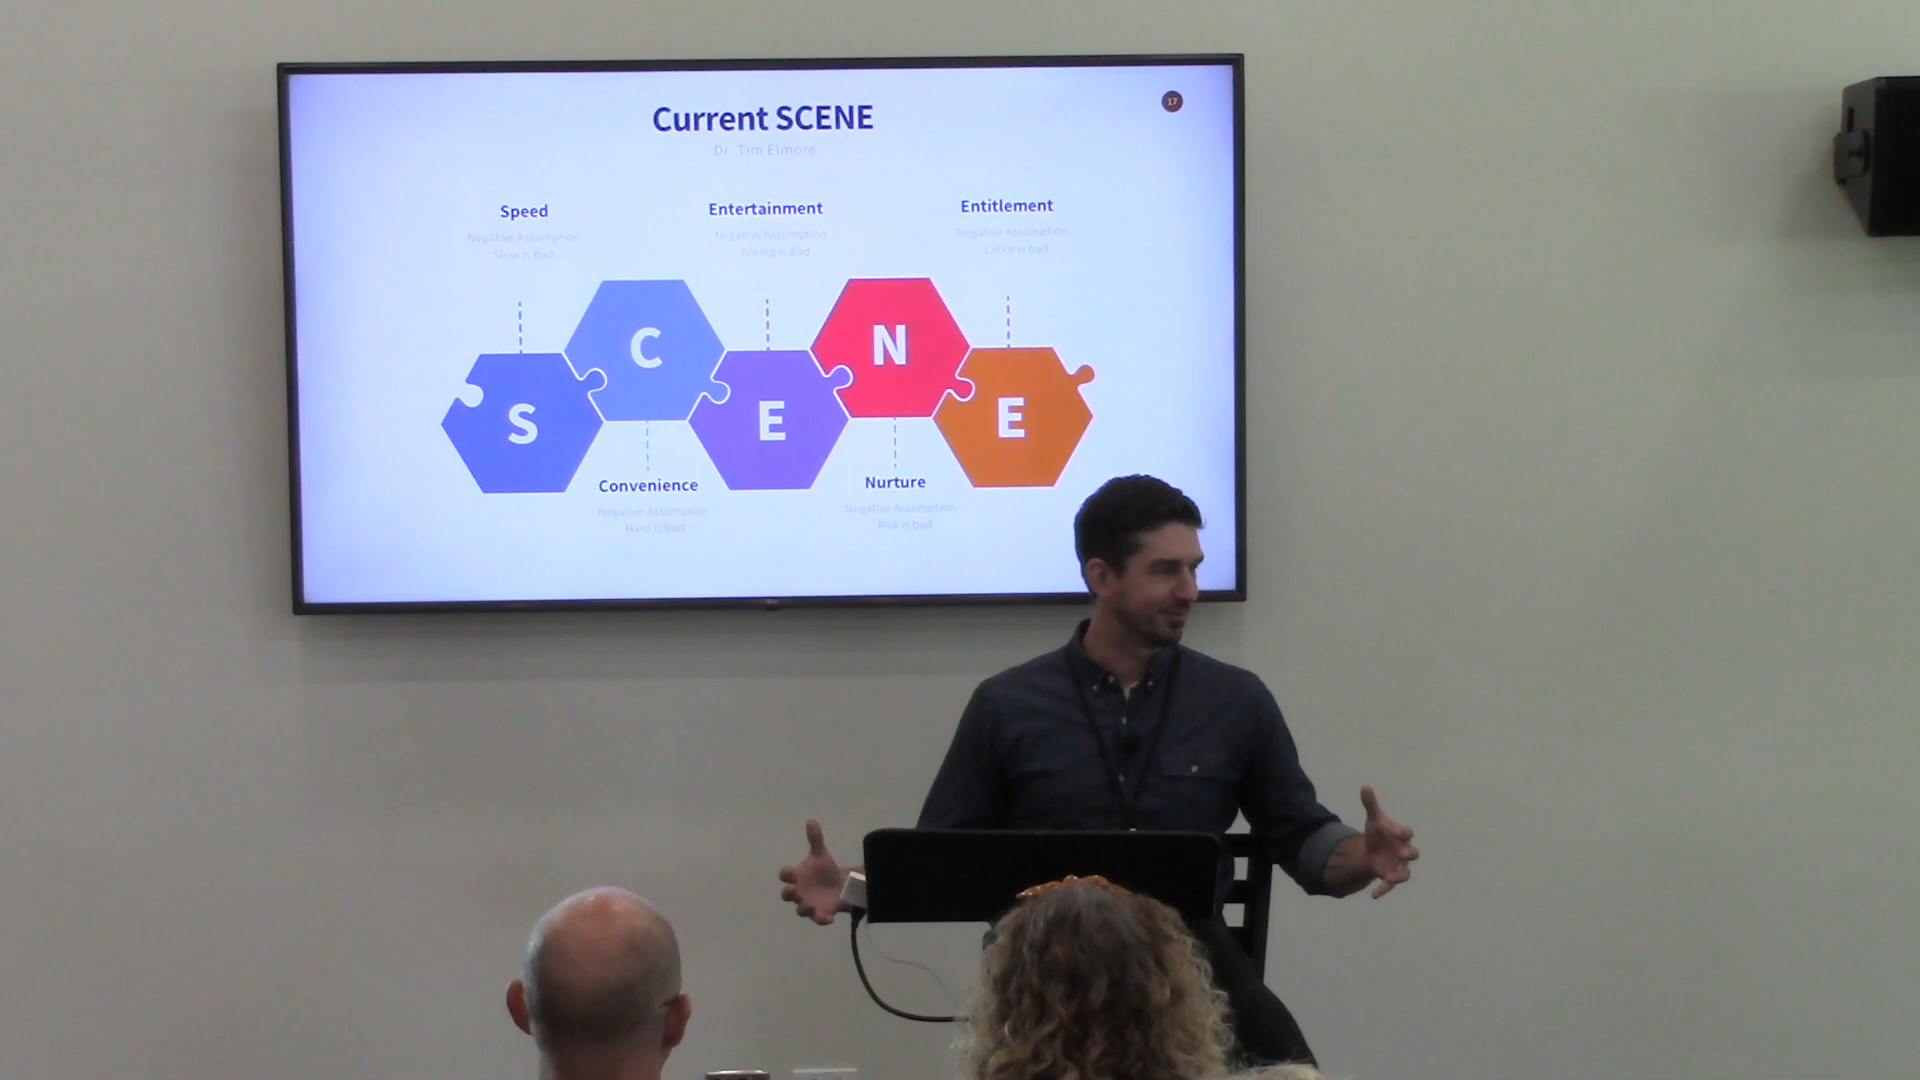 Current SCENE
17
Dr. Tim Elmore
Speed
Negative Assumption -
Slow is Bad
Entertainment
Negative Assumption
Boring is Bad
Entitlement
Negative Assumption
Labor is bad
S
C
E
N
E
Convenience
Negative Assumption -
Hard is bad
Nurture
Negative Assumption -
Risk is bad